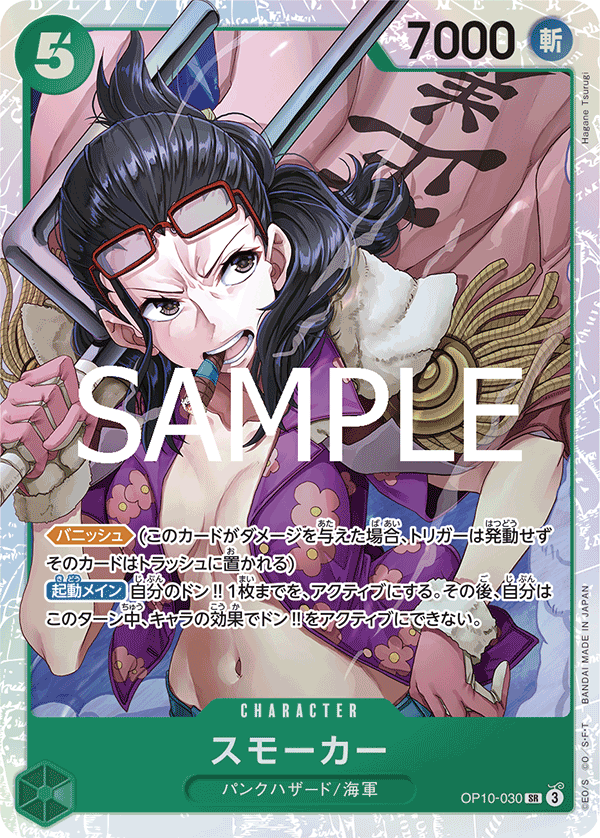 5
7000
斬
Hagane Tsurugi
SAMPLE
バニッシュ (このカードがダメージを与えた場合、トリガーは発動せず
そのカードはトラッシュに置かれる)
起動メイン 自分のドン!!1枚までを、アクティブにする。その後、自分は
このターン中、キャラの効果でドン!!をアクティブにできない。
CHARACTER
スモーカー
パンクハザード/海軍
OP10-030 SR 3
©E.O/S ©O/S・F・T BANDAI MADE IN JAPAN